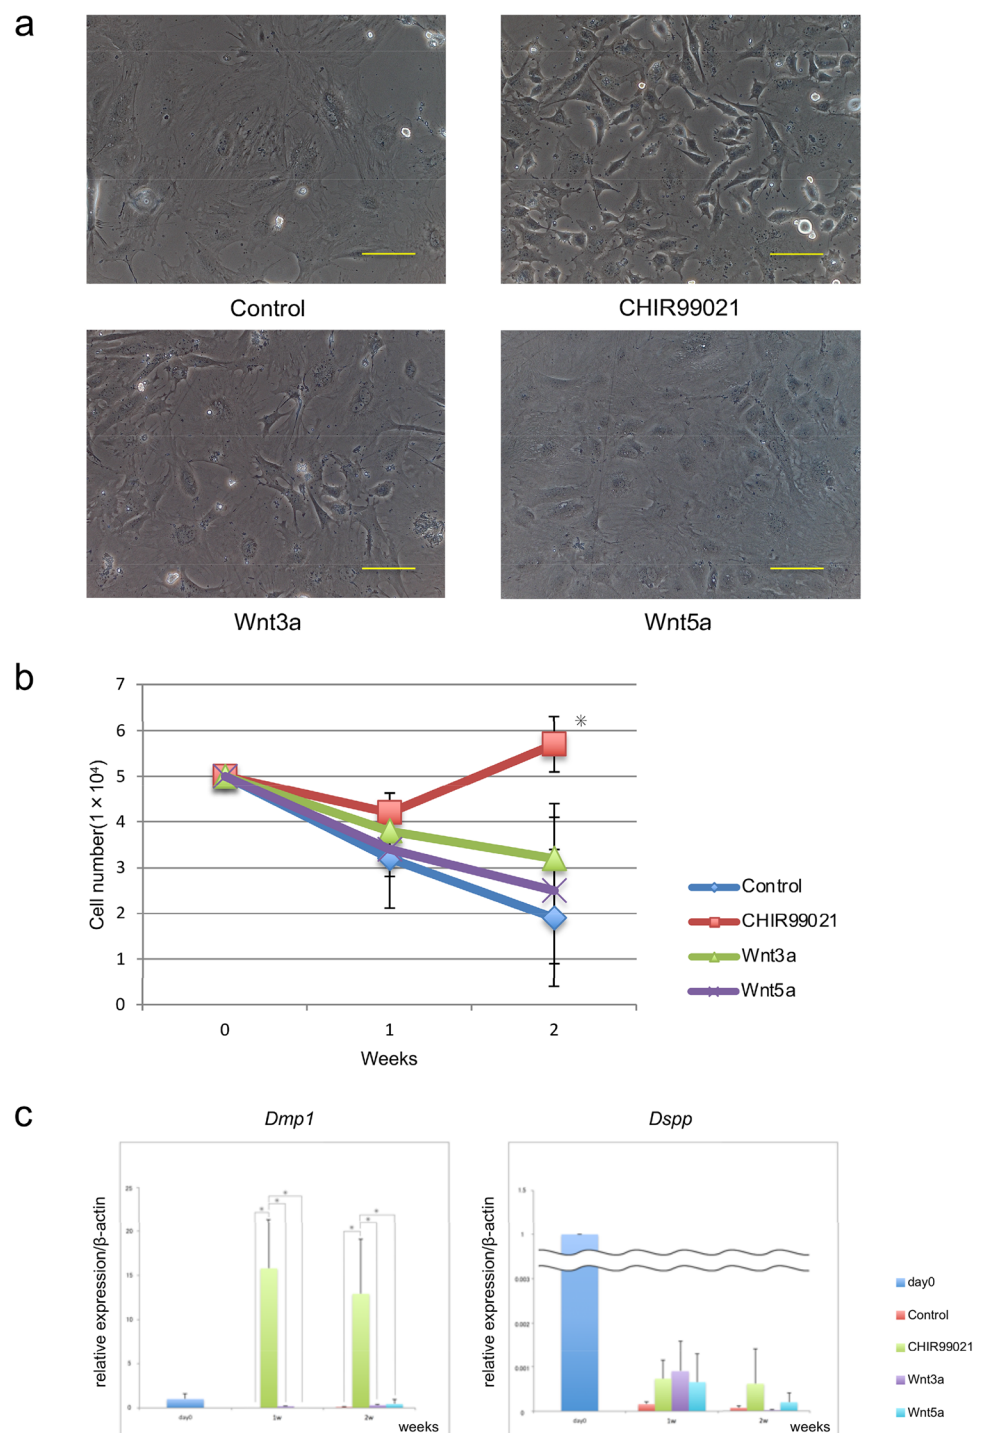 a
Control
CHIR99021
Wnt3a
Wnt5a
b
7
6
5
4
3
2
1
0
Cell number(1×10⁴)
※
0
1
2
Weeks
Control
CHIR99021
Wnt3a
Wnt5a
c
Dmp1
relative expression/β-actin
25
20
15
10
5
0
*
*
*
*
*
*
day0
1w
2w
weeks
Dspp
relative expression/β-actin
1.5
1
0.003
0.002
0.001
0
day0
1w
2w
weeks
day0
Control
CHIR99021
Wnt3a
Wnt5a